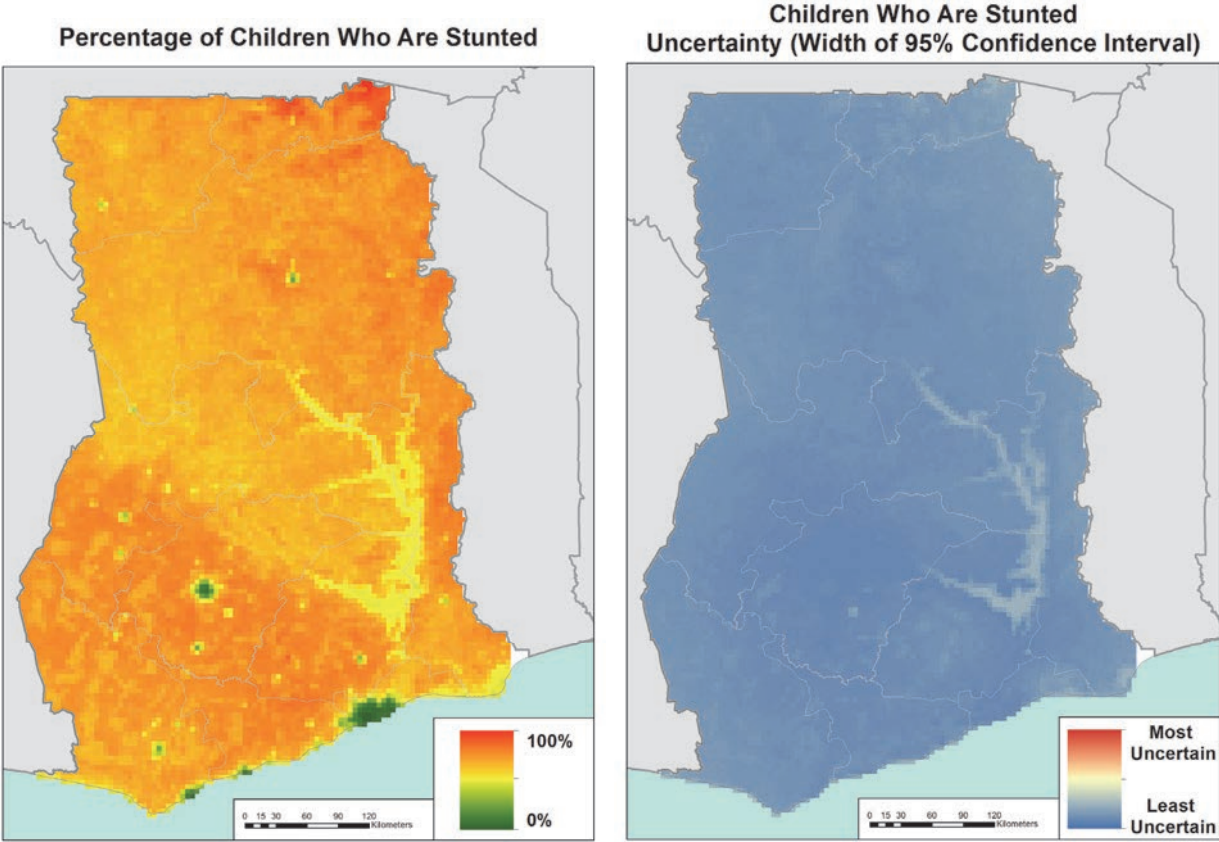 Percentage of Children Who Are Stunted
100%
0%
0 15 30 60 90 120
Kilometers
Children Who Are Stunted
Uncertainty (Width of 95% Confidence Interval)
Most
Uncertain
Least
Uncertain
0 15 30 60 90 120
Kilometers